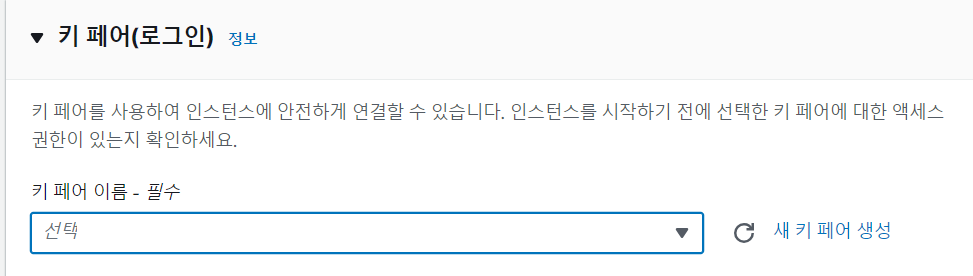 ▼ 키 페어(로그인) 정보
키 페어를 사용하여 인스턴스에 안전하게 연결할 수 있습니다. 인스턴스를 시작하기 전에 선택한 키 페어에 대한 액세스
권한이 있는지 확인하세요.
키 페어 이름 - 필수
선택 ▼ 새 키 페어 생성